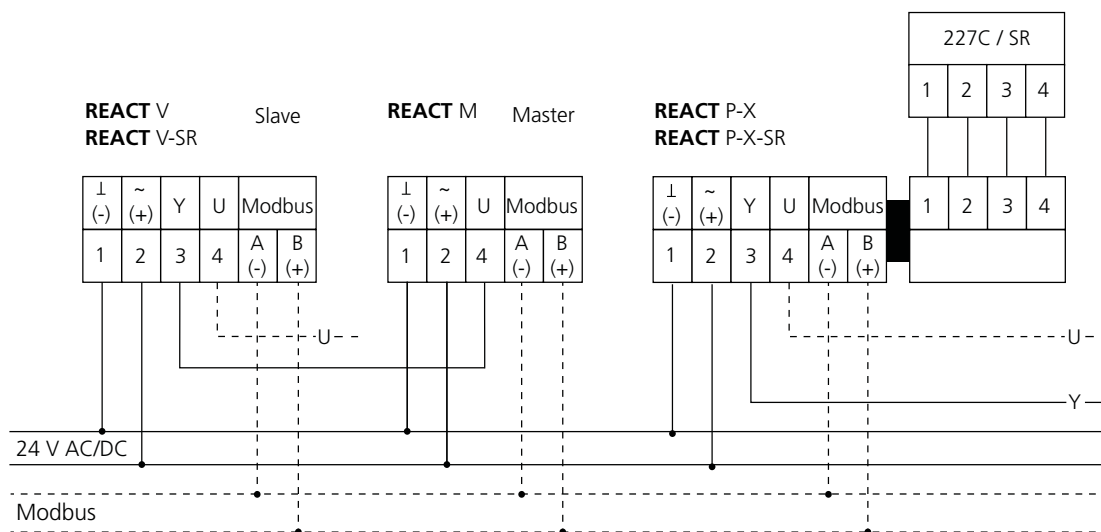 227C / SR
1 2 3 4
REACT V
REACT V-SR
Slave
REACT M Master
REACT P-X
REACT P-X-SR
⊥ (-) ~ (+) Y U Modbus
1 2 3 4 A (-) B (+)
⊥ (-) ~ (+) U Modbus
1 2 4 A (-) B (+)
⊥ (-) ~ (+) Y U Modbus
1 2 3 4 A (-) B (+)
1 2 3 4
U
U
Y
24 V AC/DC
Modbus